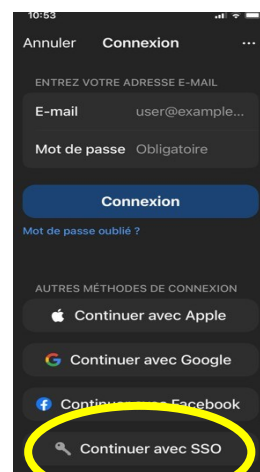 10:53
Annuler Connexion ...
ENTREZ VOTRE ADRESSE E-MAIL
E-mail user@example...
Mot de passe Obligatoire
Connexion
Mot de passe oublié ?
AUTRES MÉTHODES DE CONNEXION
Continuer avec Apple
Continuer avec Google
Continuer avec Facebook
Continuer avec SSO